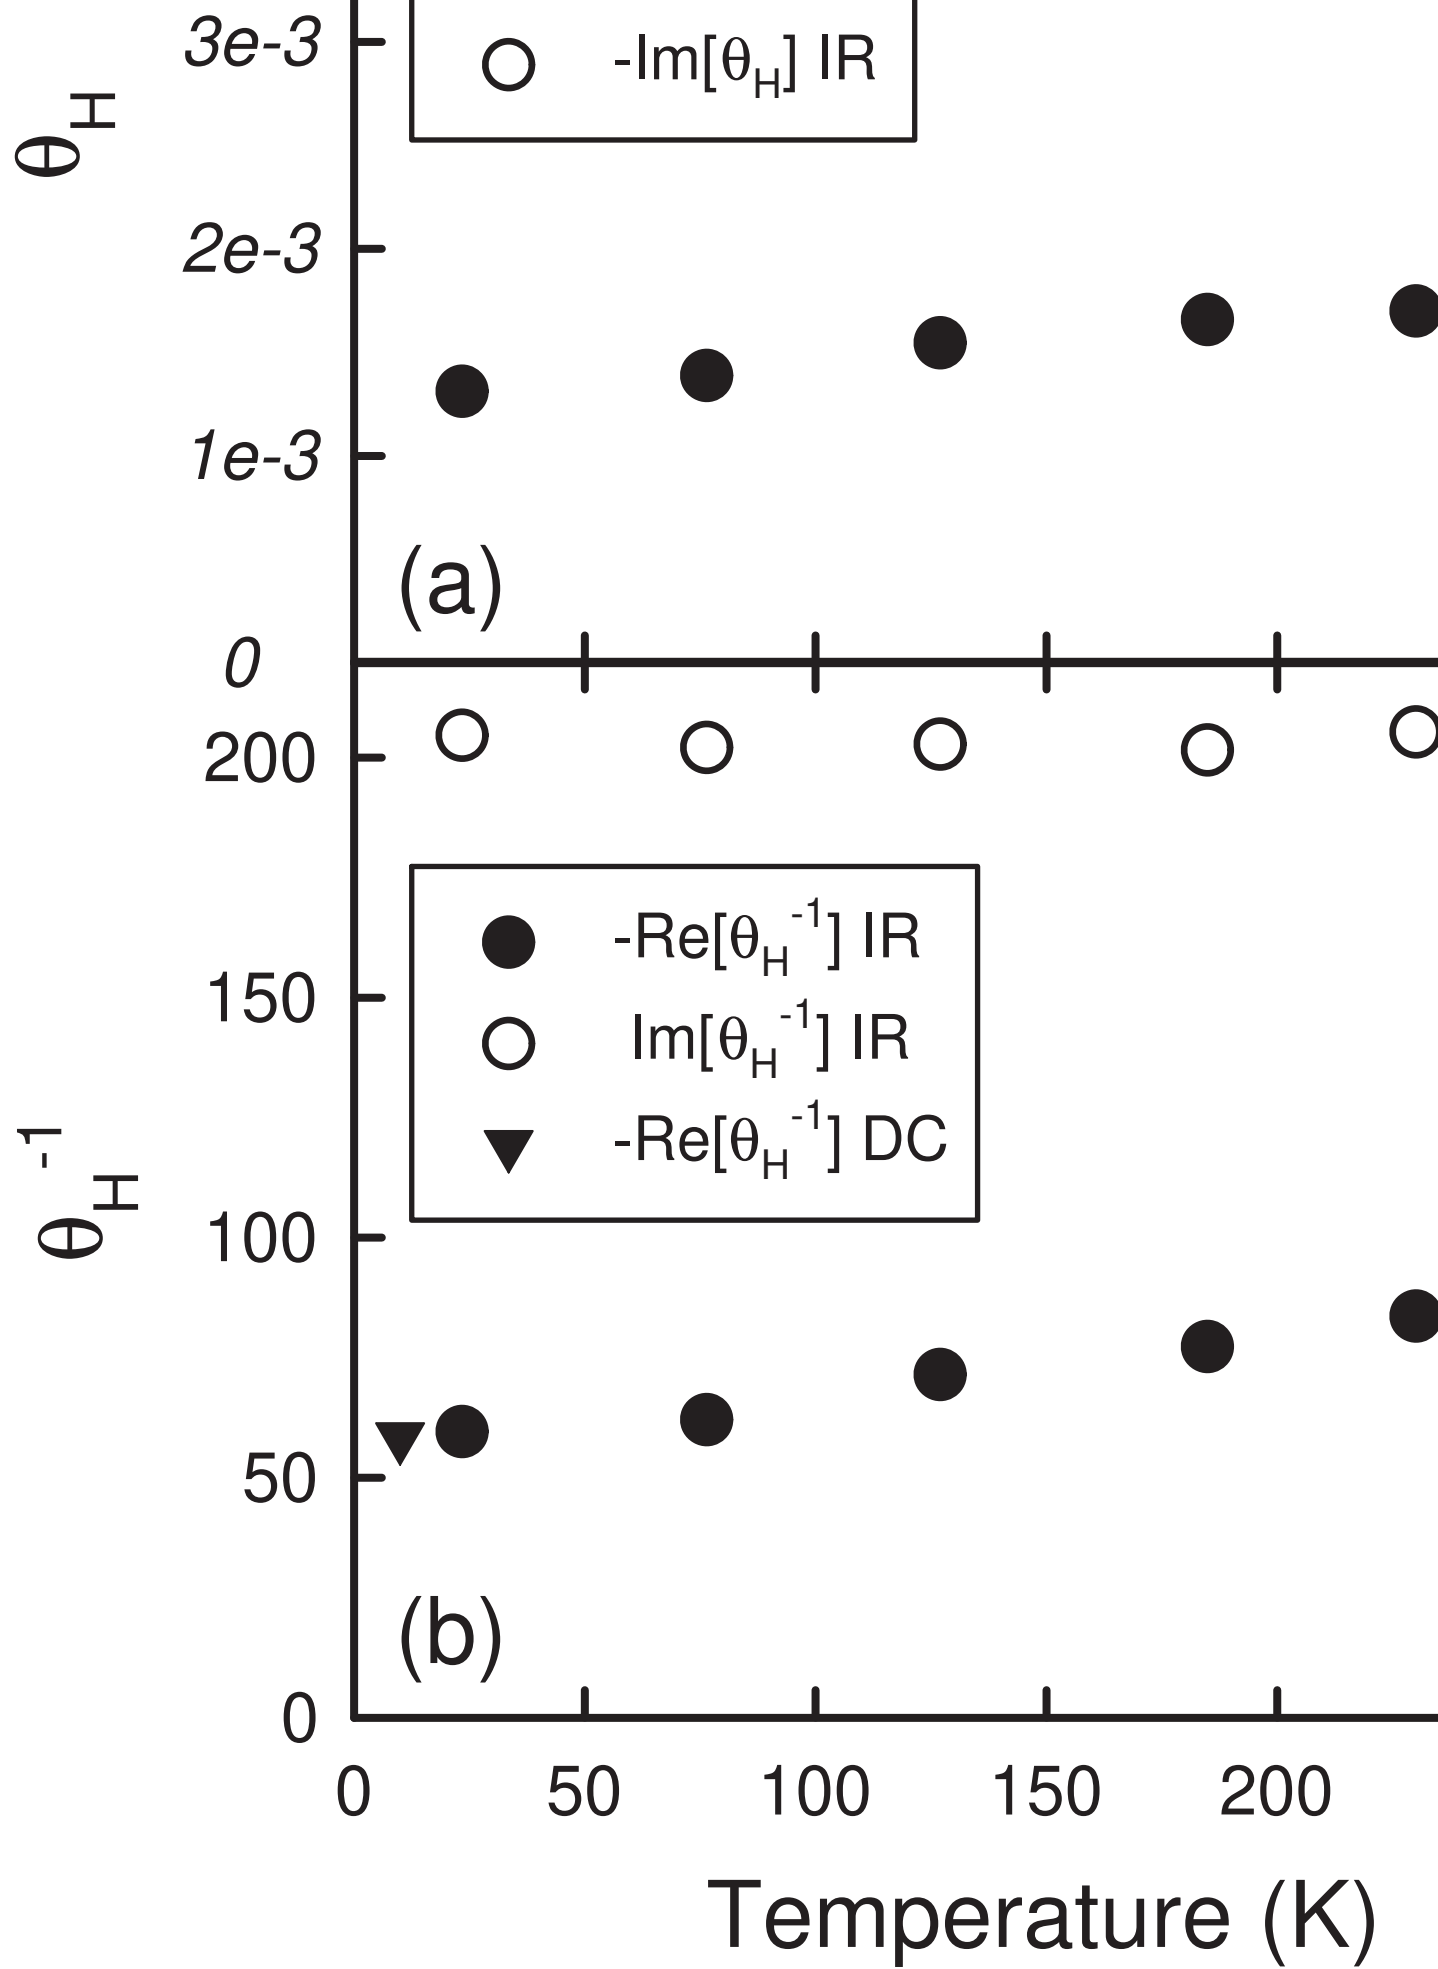 3e-3
-Im[θH] IR
θH
2e-3
1e-3
(a)
0
200
-Re[θH-1] IR
150
Im[θH-1] IR
-Re[θH-1] DC
θH-1
100
50
(b)
0
0 50 100 150 200
Temperature (K)